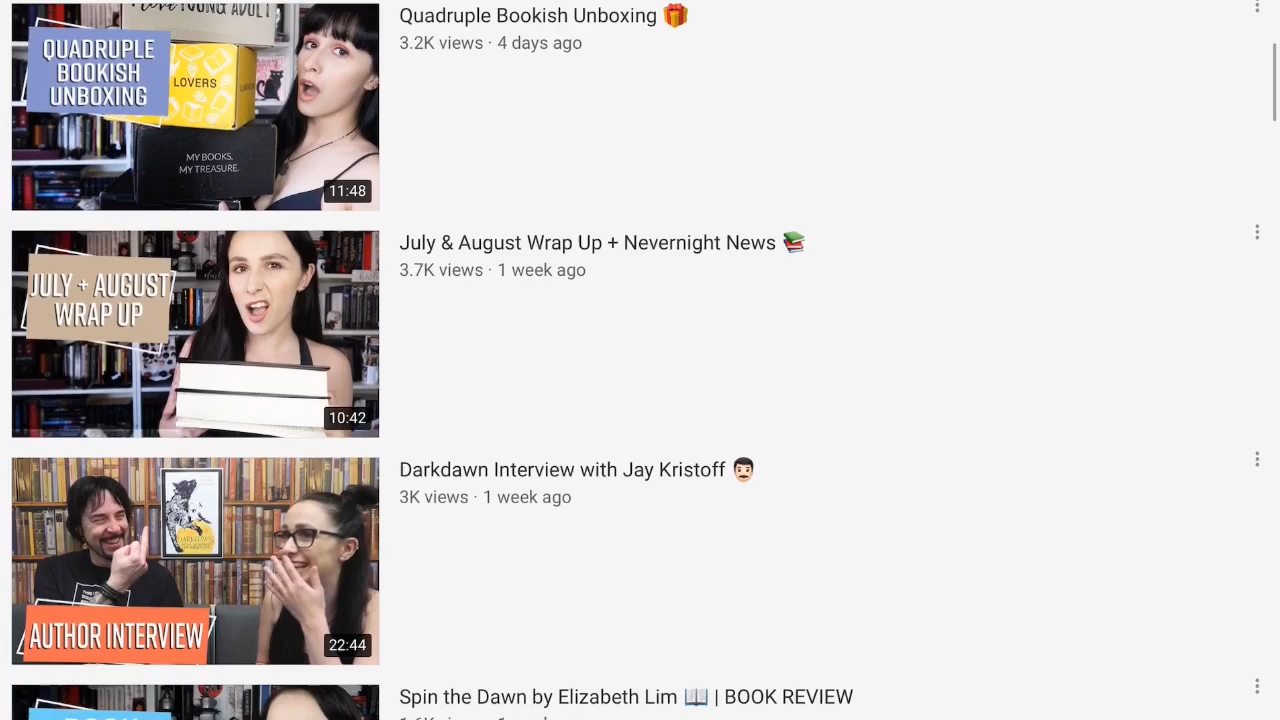 LOVE YOUNG ADULT
QUADRUPLE
BOOKISH
UNBOXING
LOVERS
MY BOOKS.
MY TREASURE.
11:48
Quadruple Bookish Unboxing 🎁
3.2K views · 4 days ago
JULY + AUGUST
WRAP UP
10:42
July & August Wrap Up + Nevernight News 📚
3.7K views · 1 week ago
DARKDAWN
AUTHOR INTERVIEW
22:44
Darkdawn Interview with Jay Kristoff 👨🏻
3K views · 1 week ago
Spin the Dawn by Elizabeth Lim 📖 | BOOK REVIEW